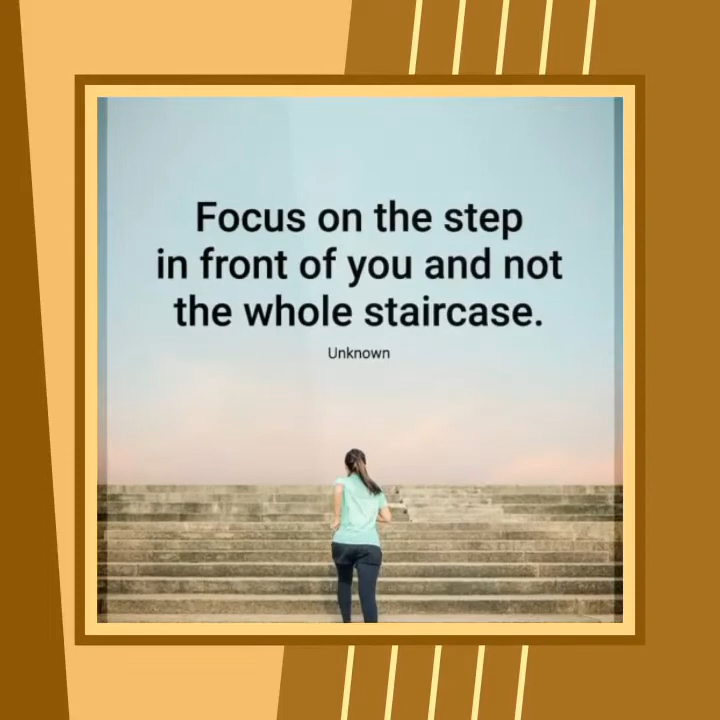 Focus on the step
in front of you and not
the whole staircase.
Unknown